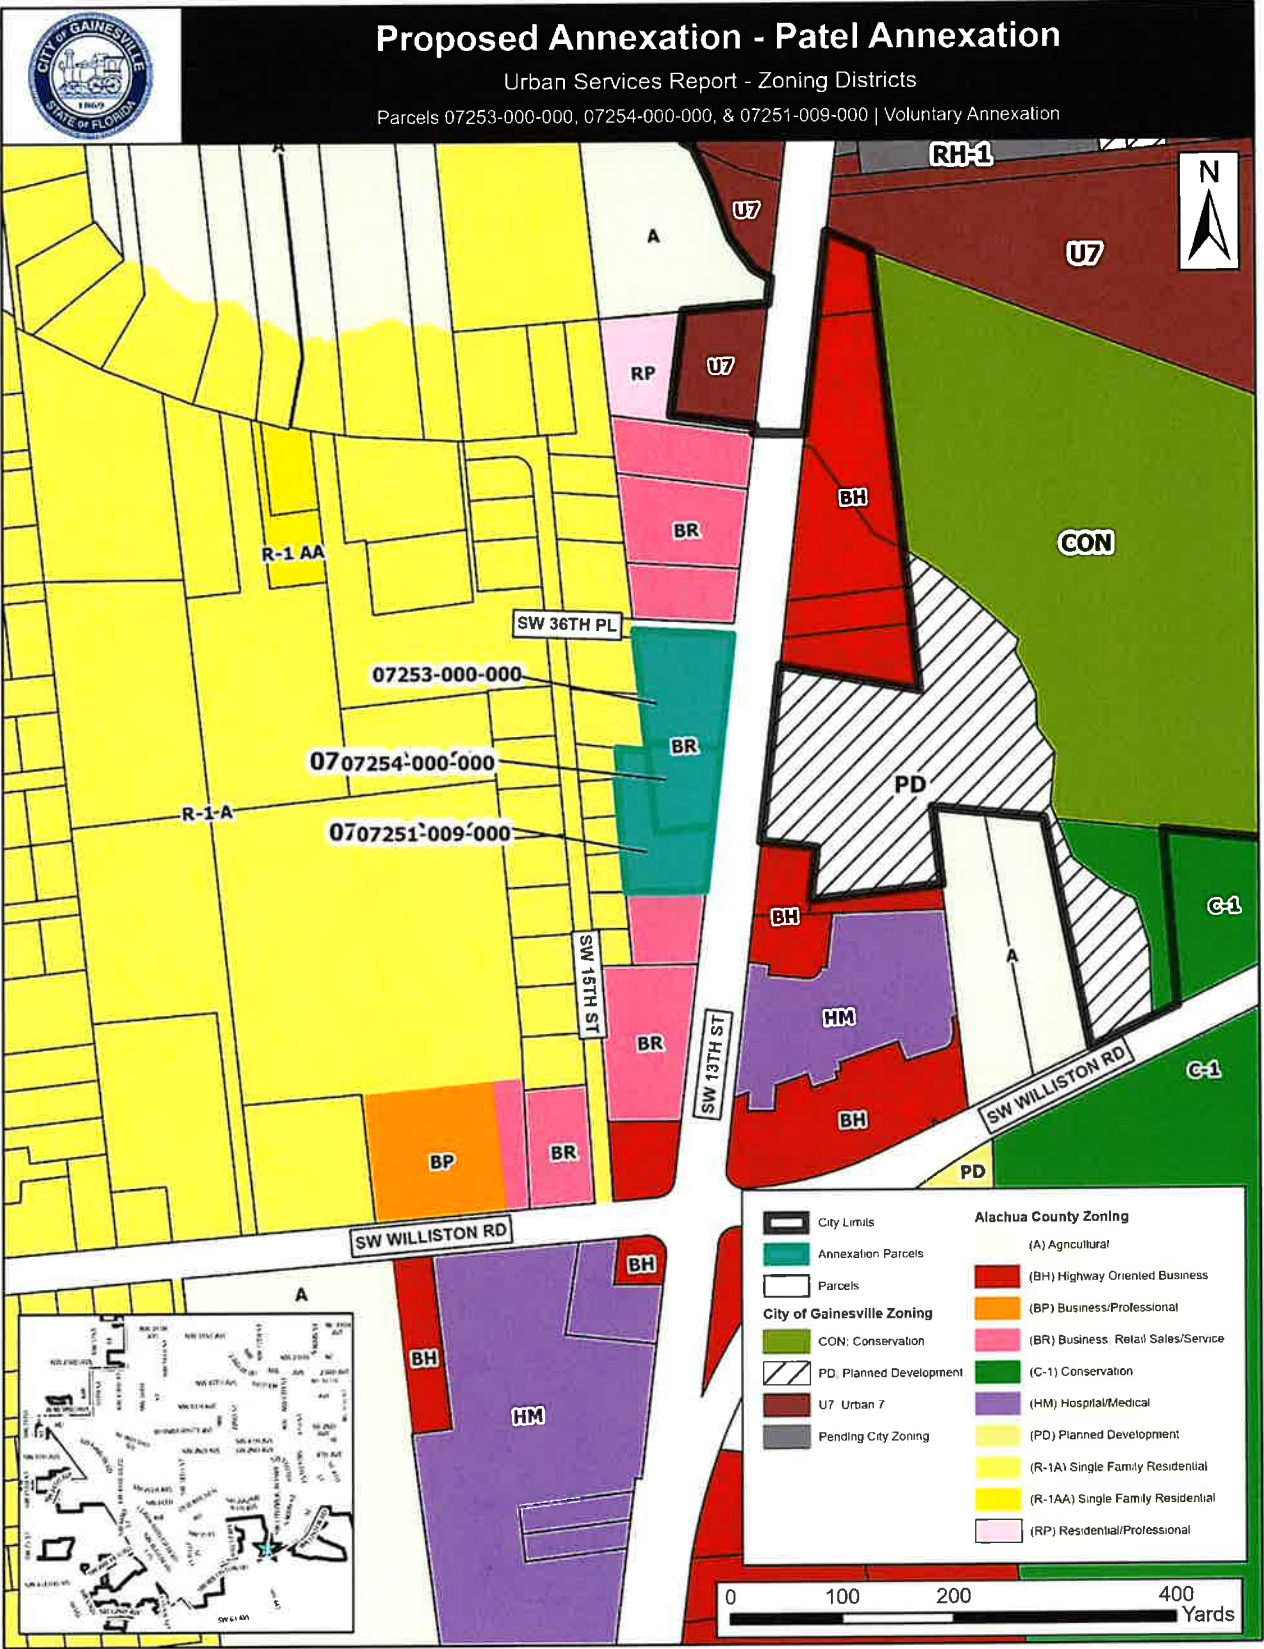 CITY OF GAINESVILLE
1869
STATE OF FLORIDA
Proposed Annexation - Patel Annexation
Urban Services Report - Zoning Districts
Parcels 07253-000-000, 07254-000-000, & 07251-009-000 | Voluntary Annexation
A
RH-1
N
U7
A
U7
RP
U7
BH
BR
CON
R-1 AA
SW 36TH PL
07253-000-000
BR
0707254-000-000
PD
R-1-A
0707251-009-000
BH
C-1
SW 15TH ST
A
HM
BR
SW 13TH ST
SW WILLISTON RD
C-1
BH
BP
BR
PD
SW WILLISTON RD
BH
A
BH
HM
City Limits
Annexation Parcels
Parcels
City of Gainesville Zoning
CON: Conservation
PD: Planned Development
U7 Urban 7
Pending City Zoning
Alachua County Zoning
(A) Agricultural
(BH) Highway Oriented Business
(BP) Business/Professional
(BR) Business, Retail Sales/Service
(C-1) Conservation
(HM) Hospital/Medical
(PD) Planned Development
(R-1A) Single Family Residential
(R-1AA) Single Family Residential
(RP) Residential/Professional
0 100 200 400
Yards